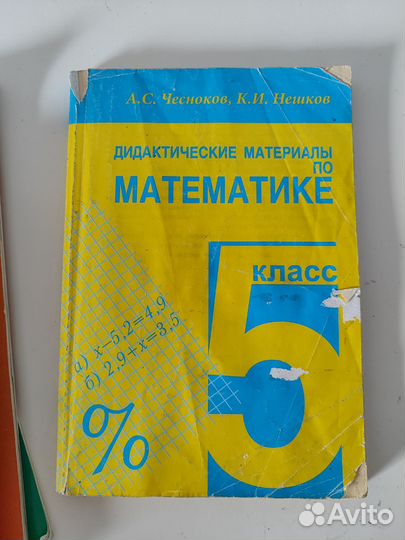 А.С. Чесноков, К.И. Нешков
ДИДАКТИЧЕСКИЕ МАТЕРИАЛЫ
ПО
МАТЕМАТИКЕ
5
класс
а) x-5,2=4,9
б) 2,9+x=3,5
%
Avito